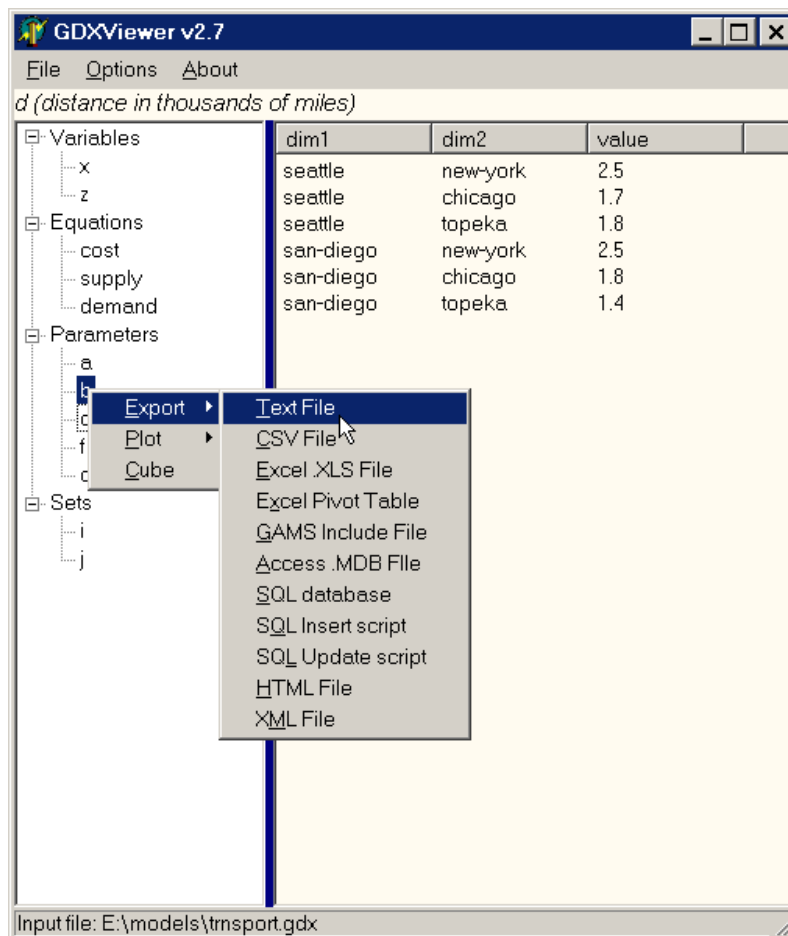 GDXViewer v2.7
File Options About
d (distance in thousands of miles)
Variables
x
z
Equations
cost
supply
demand
Parameters
a
b
f
Sets
i
j
dim1 dim2 value
seattle new-york 2.5
seattle chicago 1.7
seattle topeka 1.8
san-diego new-york 2.5
san-diego chicago 1.8
san-diego topeka 1.4
Export
Plot
Cube
Text File
CSV File
Excel .XLS File
Excel Pivot Table
GAMS Include File
Access .MDB FIle
SQL database
SQL Insert script
SQL Update script
HTML File
XML File
Input file: E:\models\trnsport.gdx